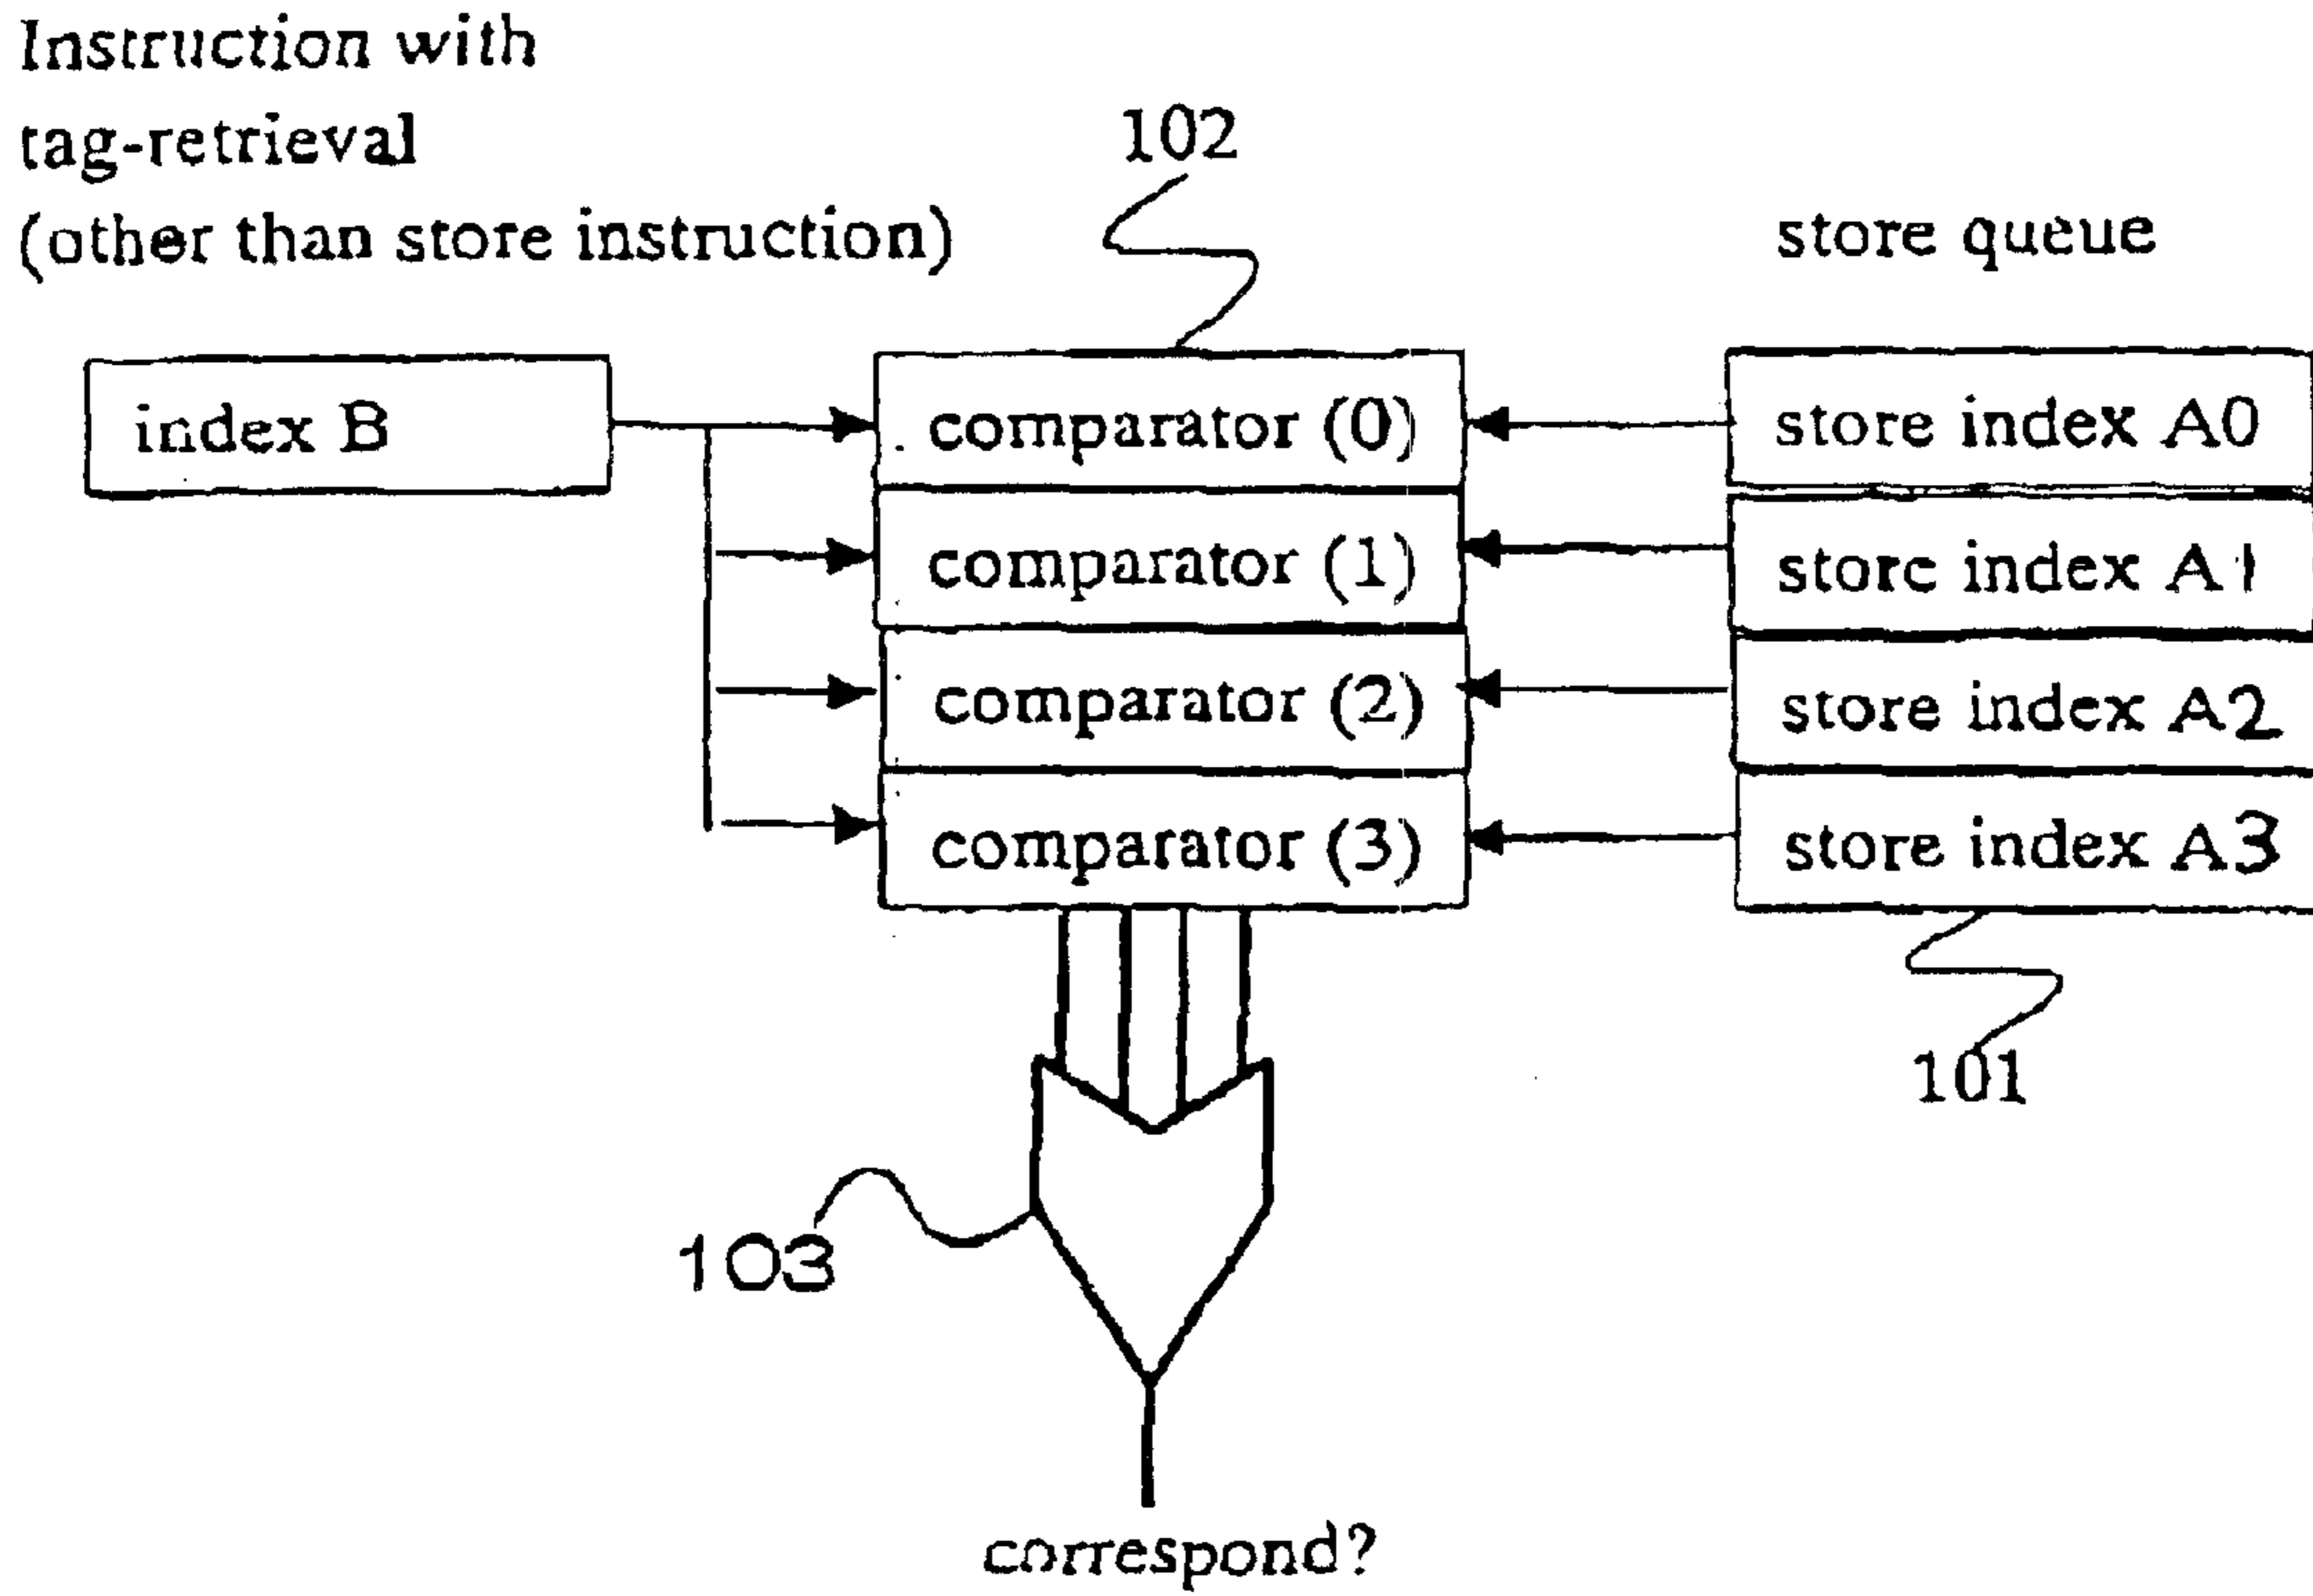 Instruction with
tag-retrieval
(other than store instruction)
102
store queue
index B
comparator (0)
store index A0
comparator (1)
store index A1
comparator (2)
store index A2
comparator (3)
store index A3
101
103
correspond?